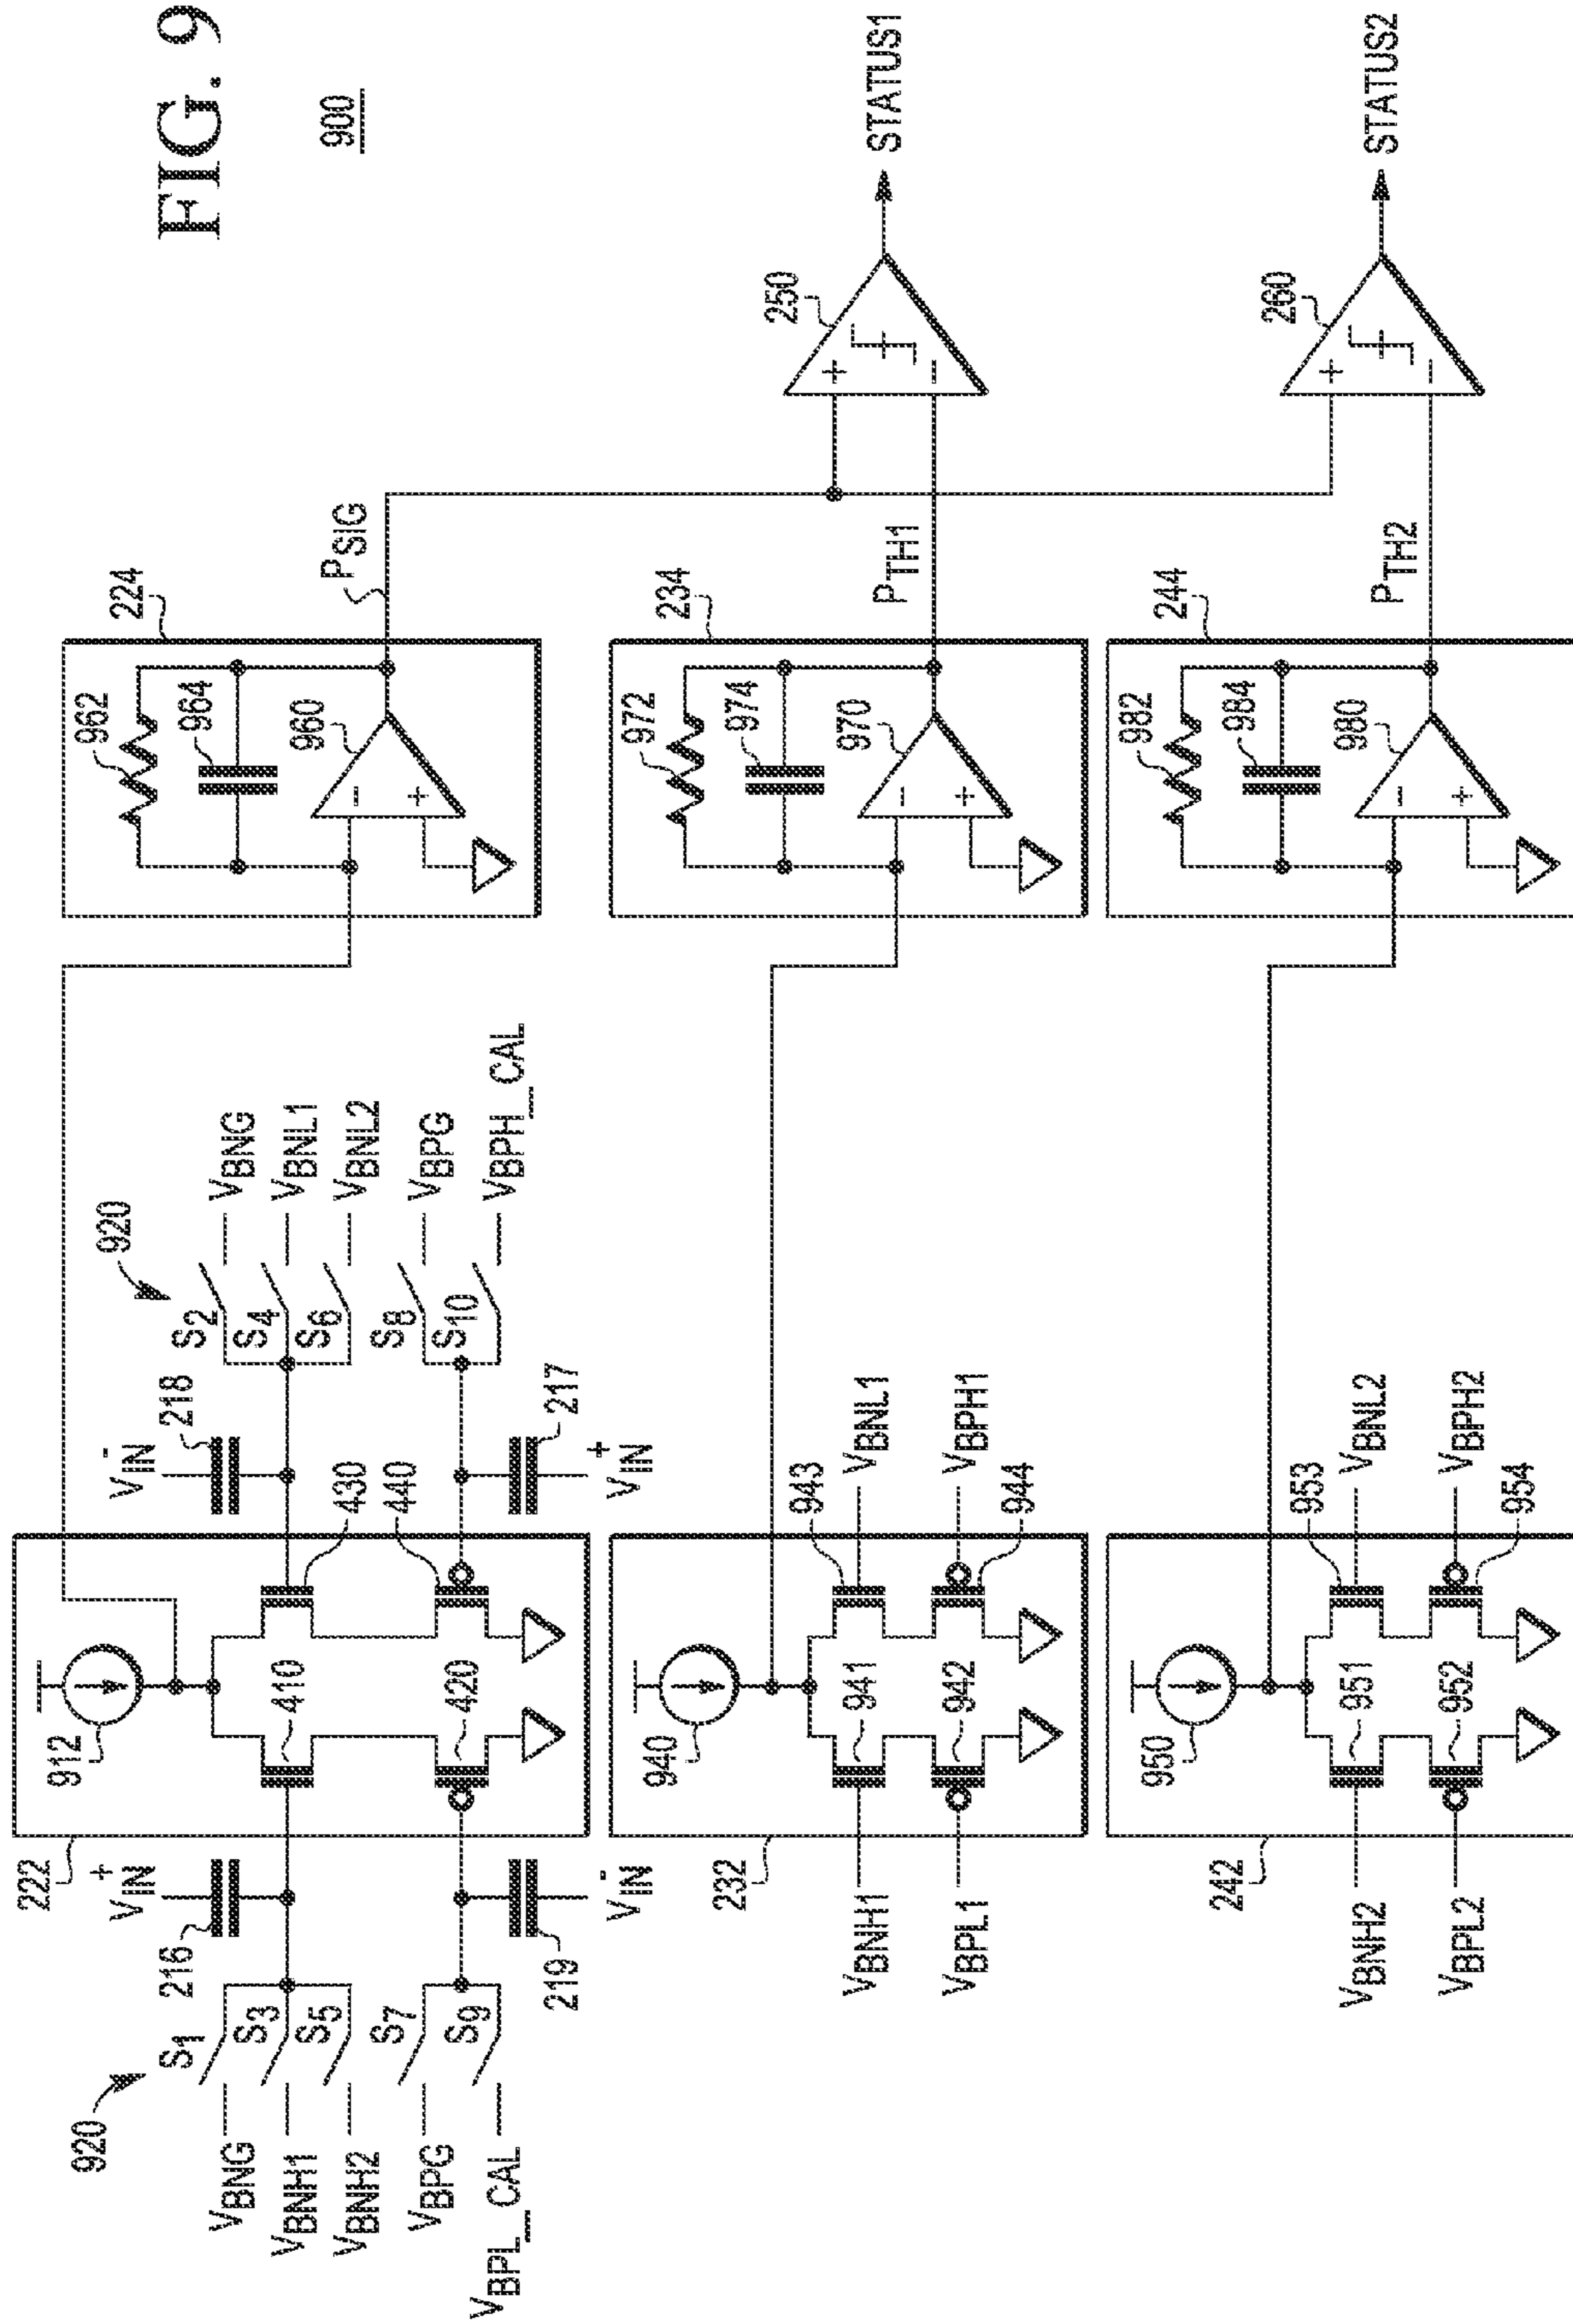 FIG. 9
900
920
VBNG
VBNH1
VBNH2
VBPG
VBPL_CAL
S1
S3
S5
S7
S9
216
VIN+
219
VIN-
222
912
410
420
430
440
218
VIN-
217
VIN+
920
S2
S4
S6
S8
S10
VBNG
VBNL1
VBNL2
VBPG
VBPH_CAL
224
962
964
960
-
+
PSIG
232
VBNH1
VBPL1
940
941
942
943
944
VBNL1
VBPH1
234
972
974
970
-
+
PTH1
250
+
-
STATUS1
242
VBNH2
VBPL2
950
951
952
953
954
VBNL2
VBPH2
244
982
984
980
-
+
PTH2
260
+
-
STATUS2